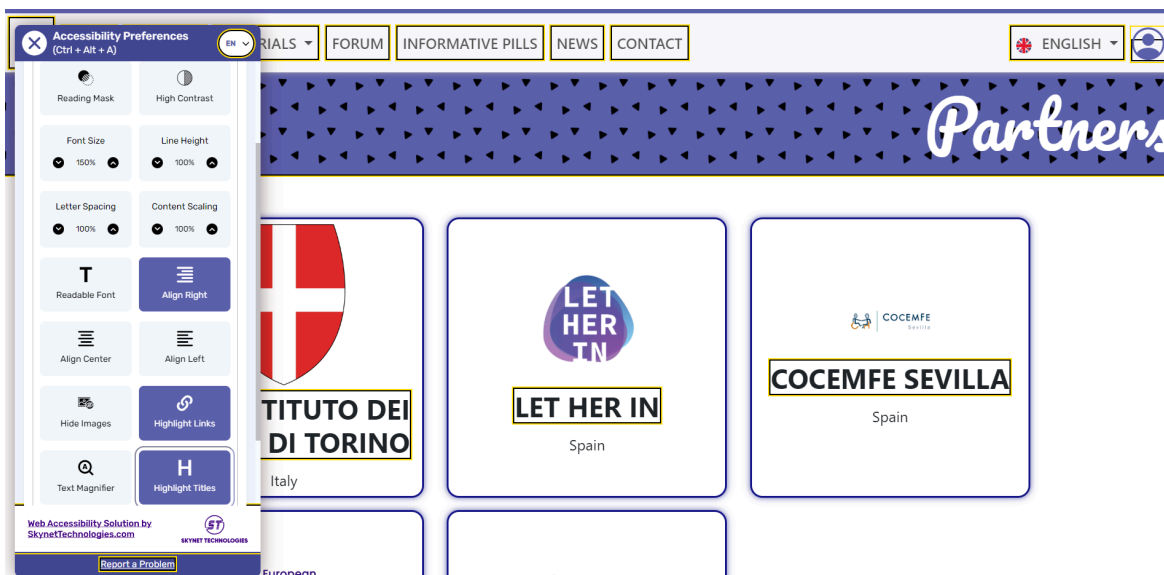 Accessibility Preferences
(Ctrl + Alt + A)
EN
RIALS
FORUM
INFORMATIVE PILLS
NEWS
CONTACT
ENGLISH
Partners
Reading Mask
High Contrast
Font Size
150%
Line Height
100%
Letter Spacing
100%
Content Scaling
100%
T
Readable Font
Align Right
Align Center
Align Left
Hide Images
Highlight Links
A
Text Magnifier
H
Highlight Titles
Web Accessibility Solution by
SkynetTechnologies.com
ST
SKYNET TECHNOLOGIES
Report a Problem
TITUTO DEI
DI TORINO
Italy
LET
HER
IN
LET HER IN
Spain
COCEMFE
Sevilla
COCEMFE SEVILLA
Spain
European